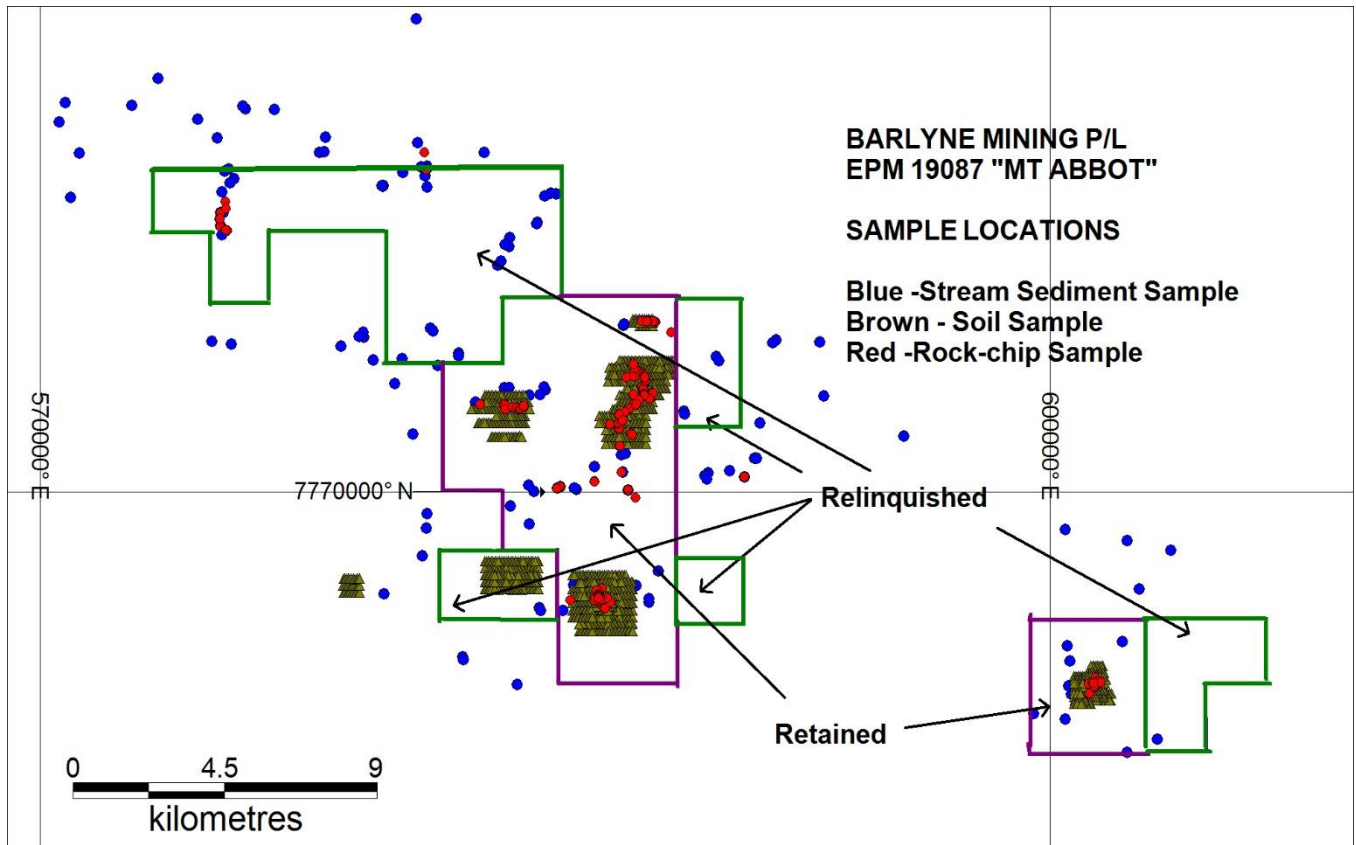 BARLYNE MINING P/L
EPM 19087 "MT ABBOT"
SAMPLE LOCATIONS
Blue -Stream Sediment Sample
Brown - Soil Sample
Red -Rock-chip Sample
570000° E
600000° E
7770000° N
Relinquished
Retained
0 4.5 9
kilometres